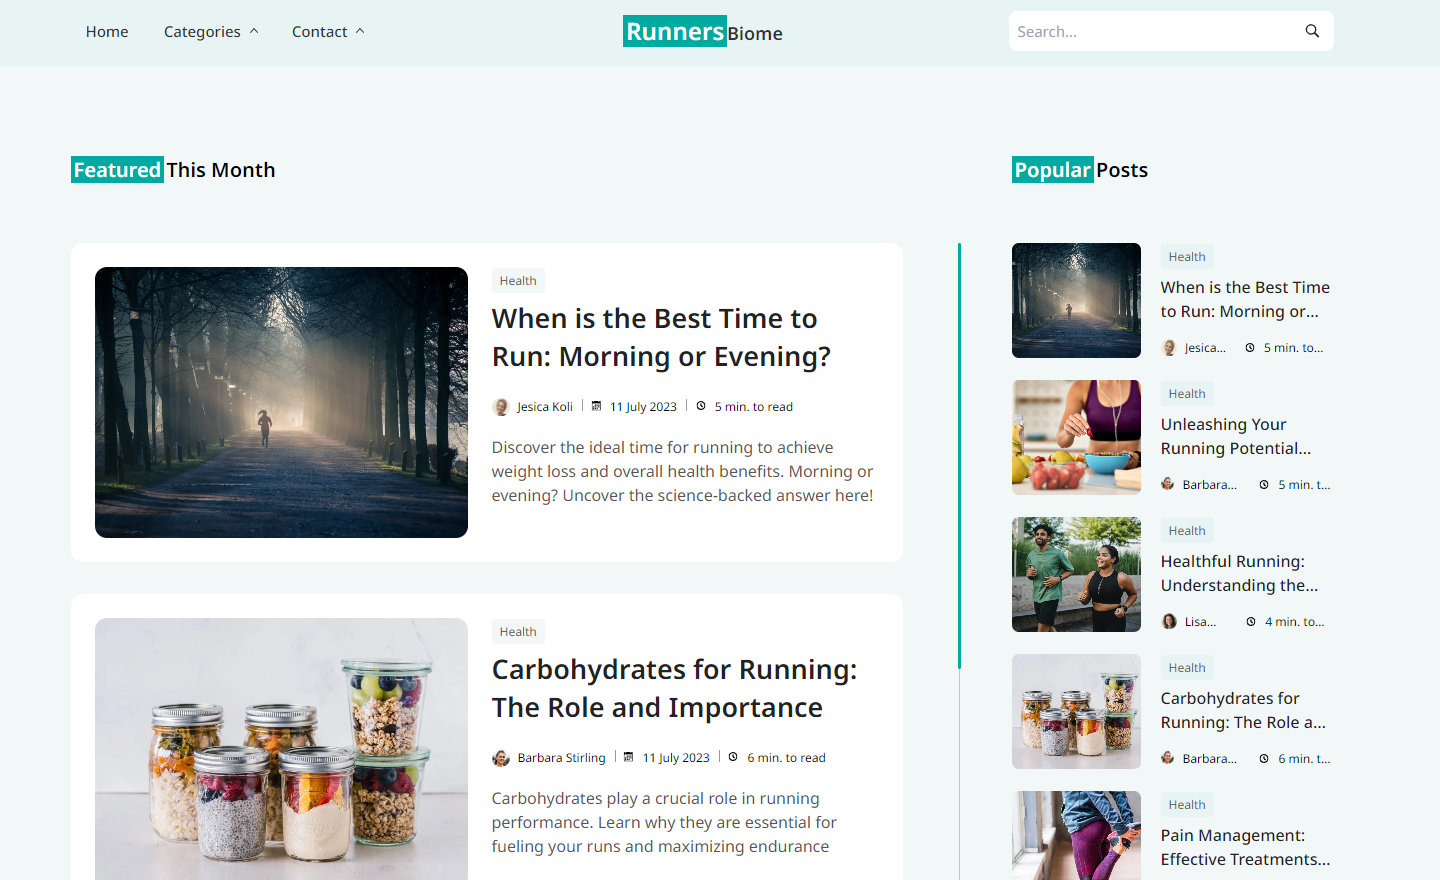 Home
Categories
Contact
Runners Biome
Search...
Featured This Month
Health
When is the Best Time to
Run: Morning or Evening?
Jesica Koli
11 July 2023
5 min. to read
Discover the ideal time for running to achieve
weight loss and overall health benefits. Morning or
evening? Uncover the science-backed answer here!
Health
Carbohydrates for Running:
The Role and Importance
Barbara Stirling
11 July 2023
6 min. to read
Carbohydrates play a crucial role in running
performance. Learn why they are essential for
fueling your runs and maximizing endurance
Popular Posts
Health
When is the Best Time
to Run: Morning or...
Jesica...
5 min. to...
Health
Unleashing Your
Running Potential...
Barbara...
5 min. t...
Health
Healthful Running:
Understanding the...
Lisa...
4 min. to...
Health
Carbohydrates for
Running: The Role a...
Barbara...
6 min. t...
Health
Pain Management:
Effective Treatments...